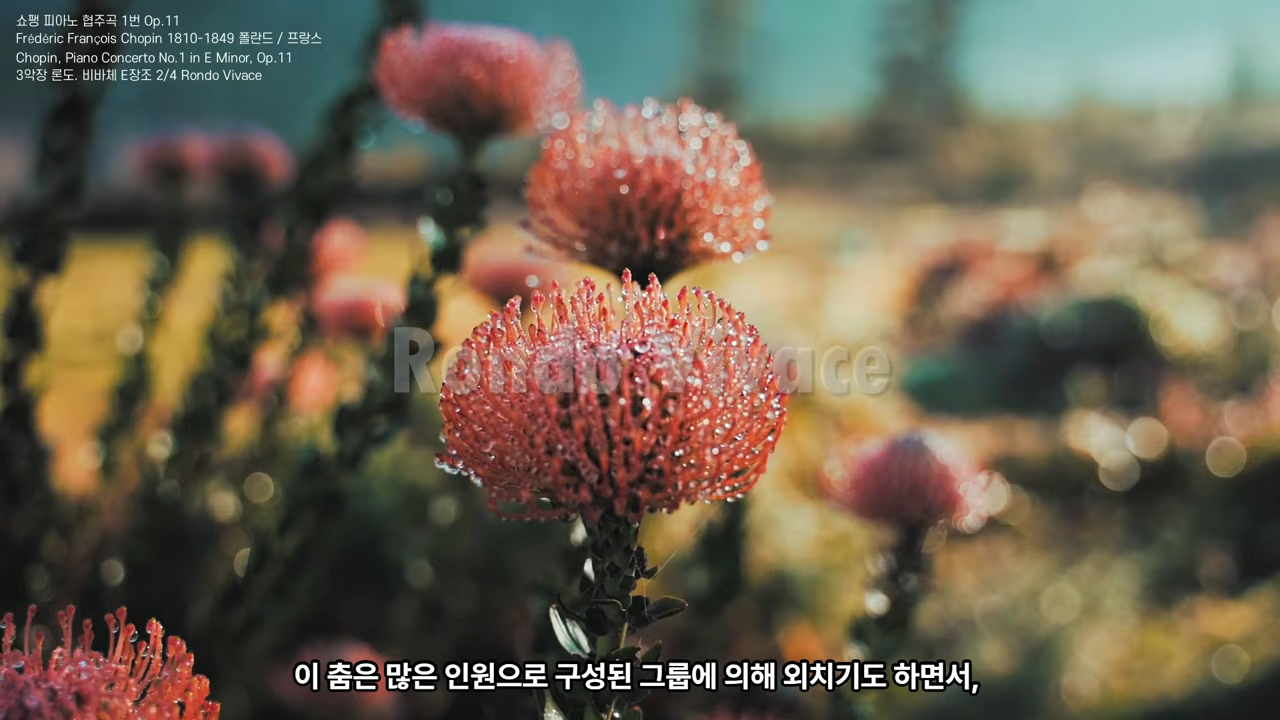 쇼팽 피아노 협주곡 1번 Op.11
Frédéric François Chopin 1810-1849 폴란드 / 프랑스
Chopin, Piano Concerto No.1 in E Minor, Op.11
3악장 론도. 비바체 E장조 2/4 Rondo Vivace
Rondo Vivace
이 춤은 많은 인원으로 구성된 그룹에 의해 외치기도 하면서,